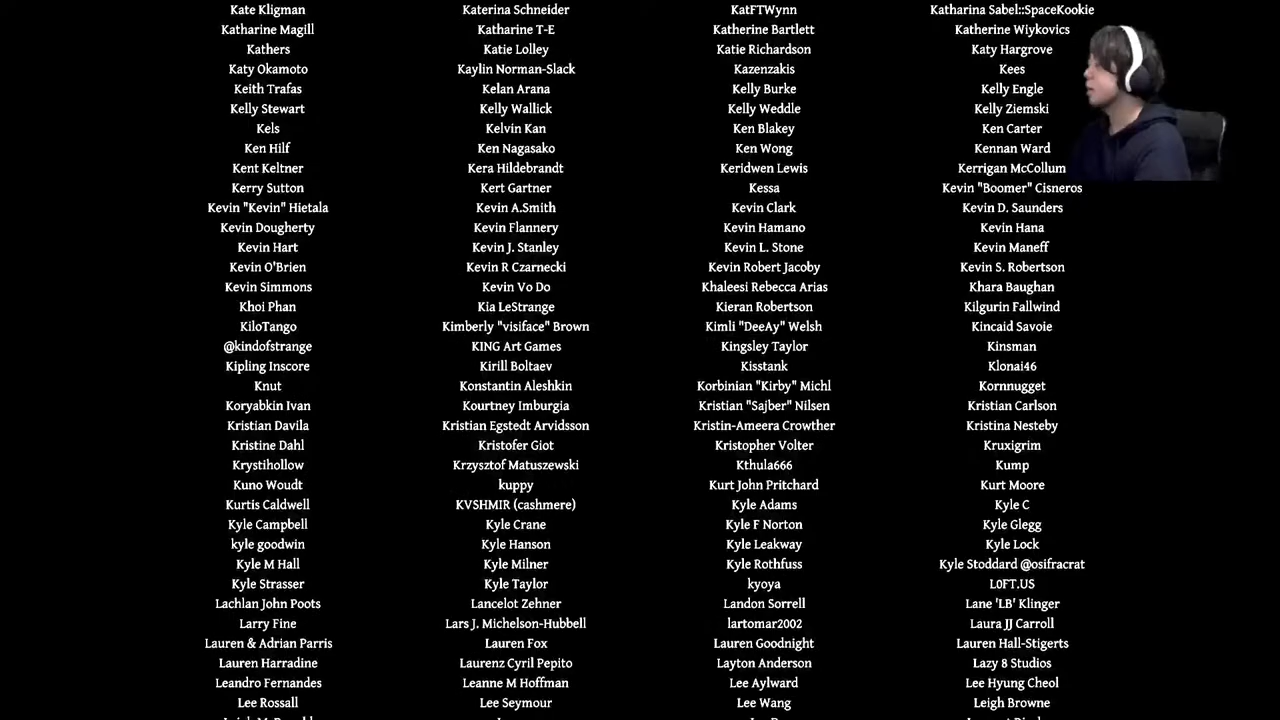 Kate Kligman Katerina Schneider KatFTWynn Katharina Sabel::SpaceKookie
Katharine Magill Katharine T-E Katherine Bartlett Katherine Wiykovics
Kathers Katie Lolley Katie Richardson Katy Hargrove
Katy Okamoto Kaylin Norman-Slack Kazenzakis Kees
Keith Trafas Kelan Arana Kelly Burke Kelly Engle
Kelly Stewart Kelly Wallick Kelly Weddle Kelly Ziemski
Kels Kelvin Kan Ken Blakey Ken Carter
Ken Hilf Ken Nagasako Ken Wong Kennan Ward
Kent Keltner Kera Hildebrandt Keridwen Lewis Kerrigan McCollum
Kerry Sutton Kert Gartner Kessa Kevin "Boomer" Cisneros
Kevin "Kevin" Hietala Kevin A.Smith Kevin Clark Kevin D. Saunders
Kevin Dougherty Kevin Flannery Kevin Hamano Kevin Hana
Kevin Hart Kevin J. Stanley Kevin L. Stone Kevin Maneff
Kevin O'Brien Kevin R Czarnecki Kevin Robert Jacoby Kevin S. Robertson
Kevin Simmons Kevin Vo Do Khaleesi Rebecca Arias Khara Baughan
Khoi Phan Kia LeStrange Kieran Robertson Kilgurin Fallwind
KiloTango Kimberly "visiface" Brown Kimli "DeeAy" Welsh Kincaid Savoie
@kindofstrange KING Art Games Kingsley Taylor Kinsman
Kipling Inscore Kirill Boltaev Kisstank Klonai46
Knut Konstantin Aleshkin Korbinian "Kirby" Michl Kornnugget
Koryabkin Ivan Kourtney Imburgia Kristian "Sajber" Nilsen Kristian Carlson
Kristian Davila Kristian Egstedt Arvidsson Kristin-Ameera Crowther Kristina Nesteby
Kristine Dahl Kristofer Giot Kristopher Volter Kruxigrim
Krystihollow Krzysztof Matuszewski Kthula666 Kump
Kuno Woudt kuppy Kurt John Pritchard Kurt Moore
Kurtis Caldwell KVSHMIR (cashmere) Kyle Adams Kyle C
Kyle Campbell Kyle Crane Kyle F Norton Kyle Glegg
kyle goodwin Kyle Hanson Kyle Leakway Kyle Lock
Kyle M Hall Kyle Milner Kyle Rothfuss Kyle Stoddard @osifracrat
Kyle Strasser Kyle Taylor kyoya L0FT.US
Lachlan John Poots Lancelot Zehner Landon Sorrell Lane 'LB' Klinger
Larry Fine Lars J. Michelson-Hubbell lartomar2002 Laura JJ Carroll
Lauren & Adrian Parris Lauren Fox Lauren Goodnight Lauren Hall-Stigerts
Lauren Harradine Laurenz Cyril Pepito Layton Anderson Lazy 8 Studios
Leandro Fernandes Leanne M Hoffman Lee Aylward Lee Hyung Cheol
Lee Rossall Lee Seymour Lee Wang Leigh Browne